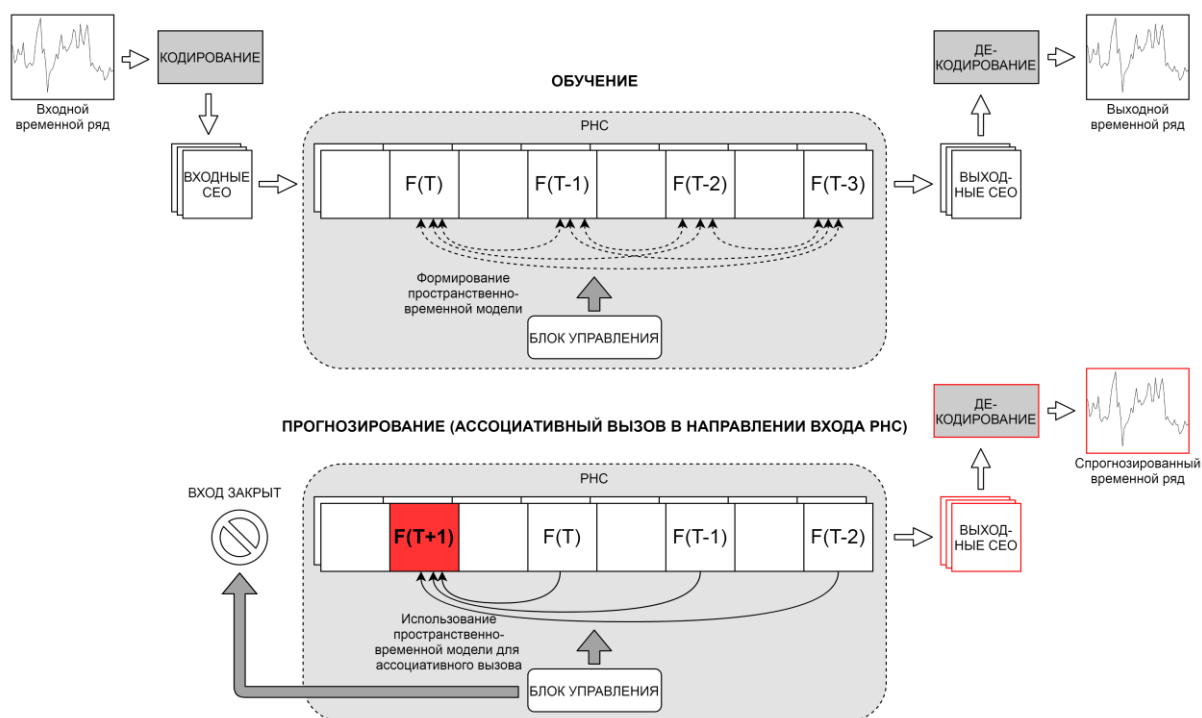 КОДИРОВАНИЕ
Входной
временной ряд
ВХОДНЫЕ
СЕО
ОБУЧЕНИЕ
РНС
F(T)
F(T-1)
F(T-2)
F(T-3)
Формирование
пространственно-
временной модели
БЛОК УПРАВЛЕНИЯ
ДЕ-
КОДИРОВАНИЕ
Выходной
временной ряд
ВЫХОД-
НЫЕ СЕО
ПРОГНОЗИРОВАНИЕ (АССОЦИАТИВНЫЙ ВЫЗОВ В НАПРАВЛЕНИИ ВХОДА РНС)
ВХОД ЗАКРЫТ
РНС
F(T+1)
F(T)
F(T-1)
F(T-2)
Использование
пространственно-
временной модели для
ассоциативного вызова
БЛОК УПРАВЛЕНИЯ
ДЕ-
КОДИРОВАНИЕ
Спрогнозированный
временной ряд
ВЫХОД-
НЫЕ СЕО